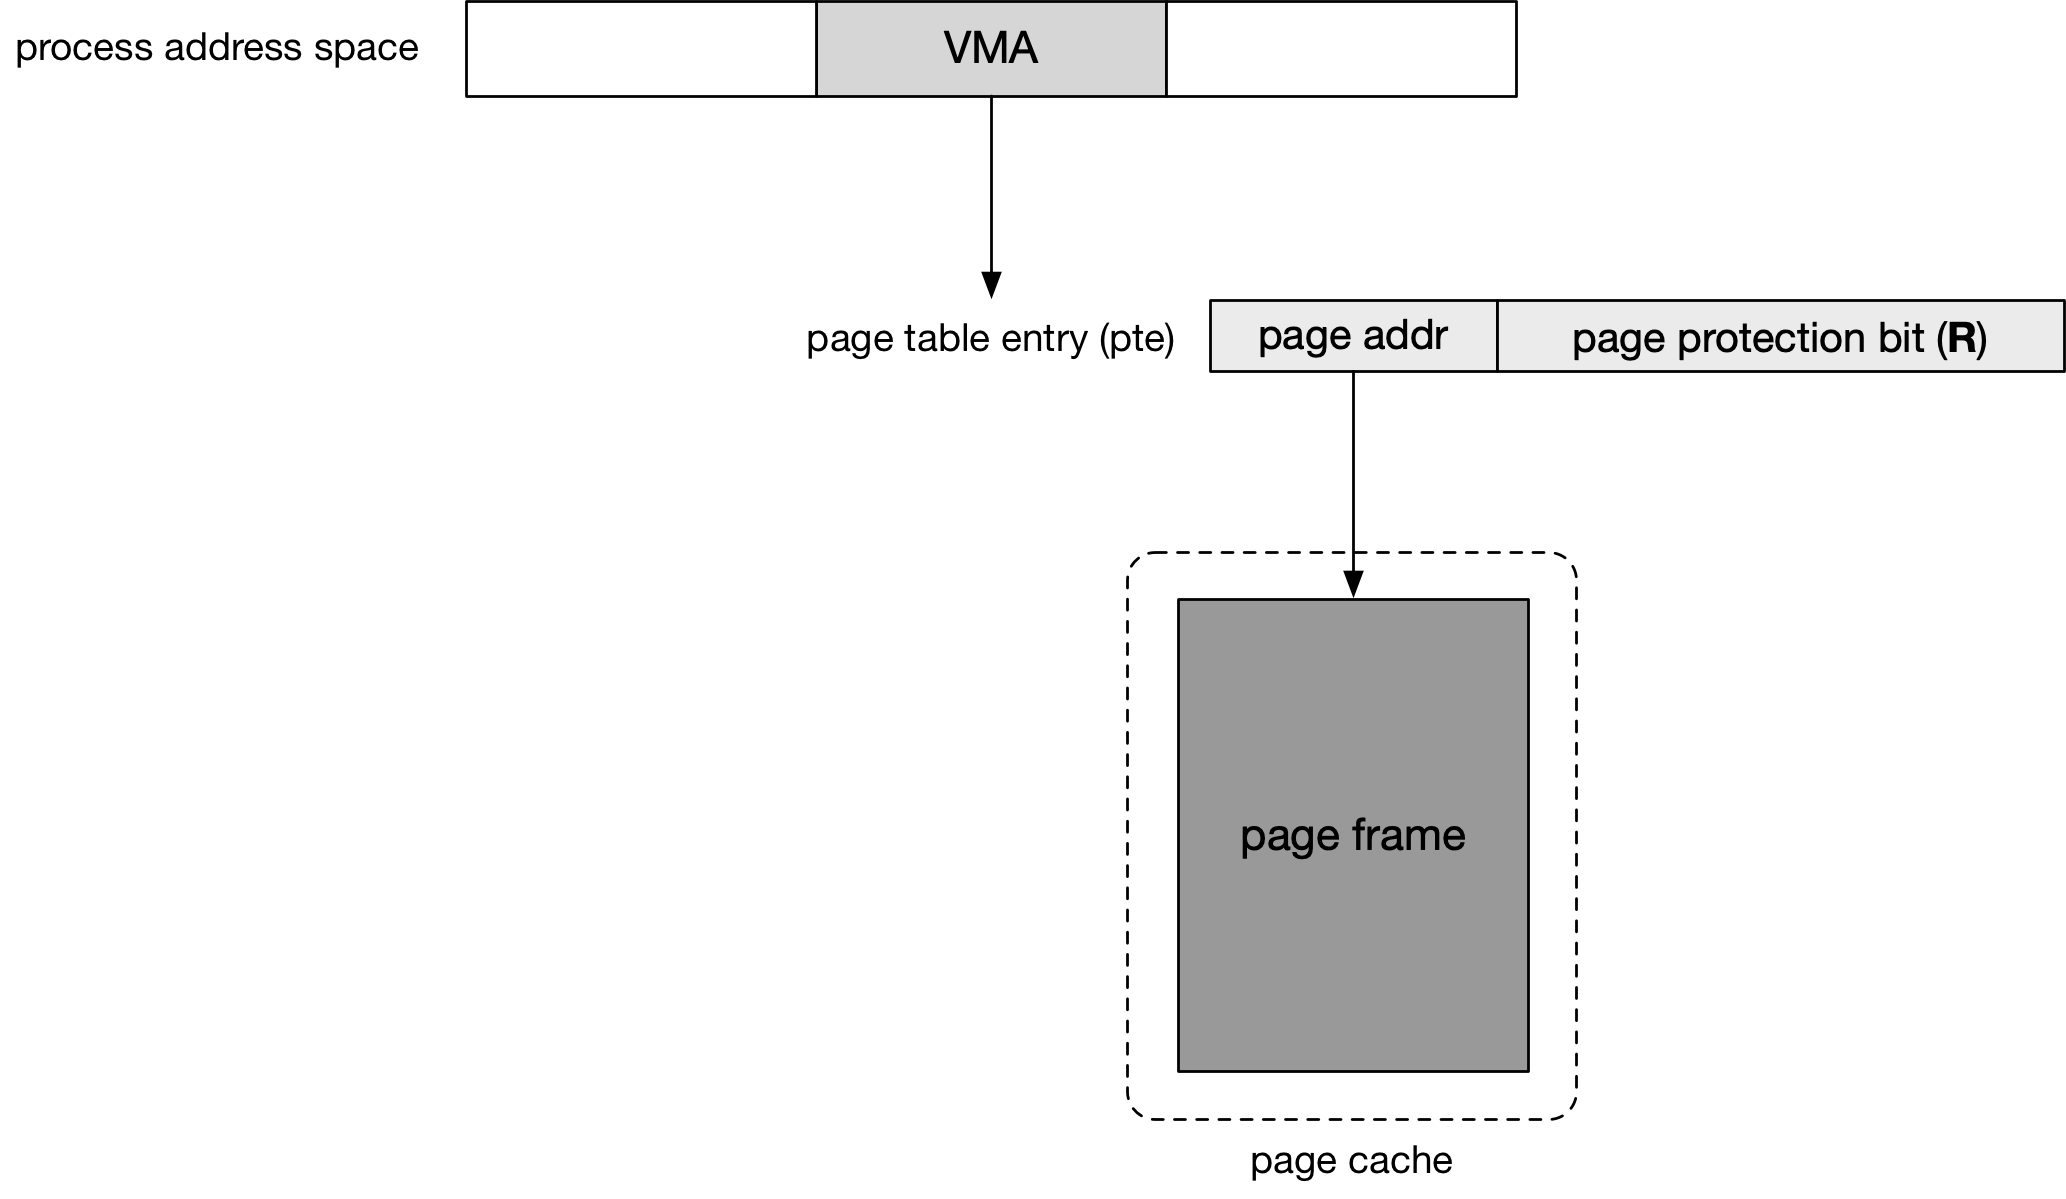 process address space
VMA
page table entry (pte)
page addr
page protection bit (R)
page frame
page cache